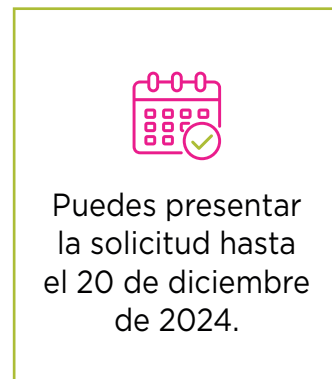 Puedes presentar
la solicitud hasta
el 20 de diciembre
de 2024.